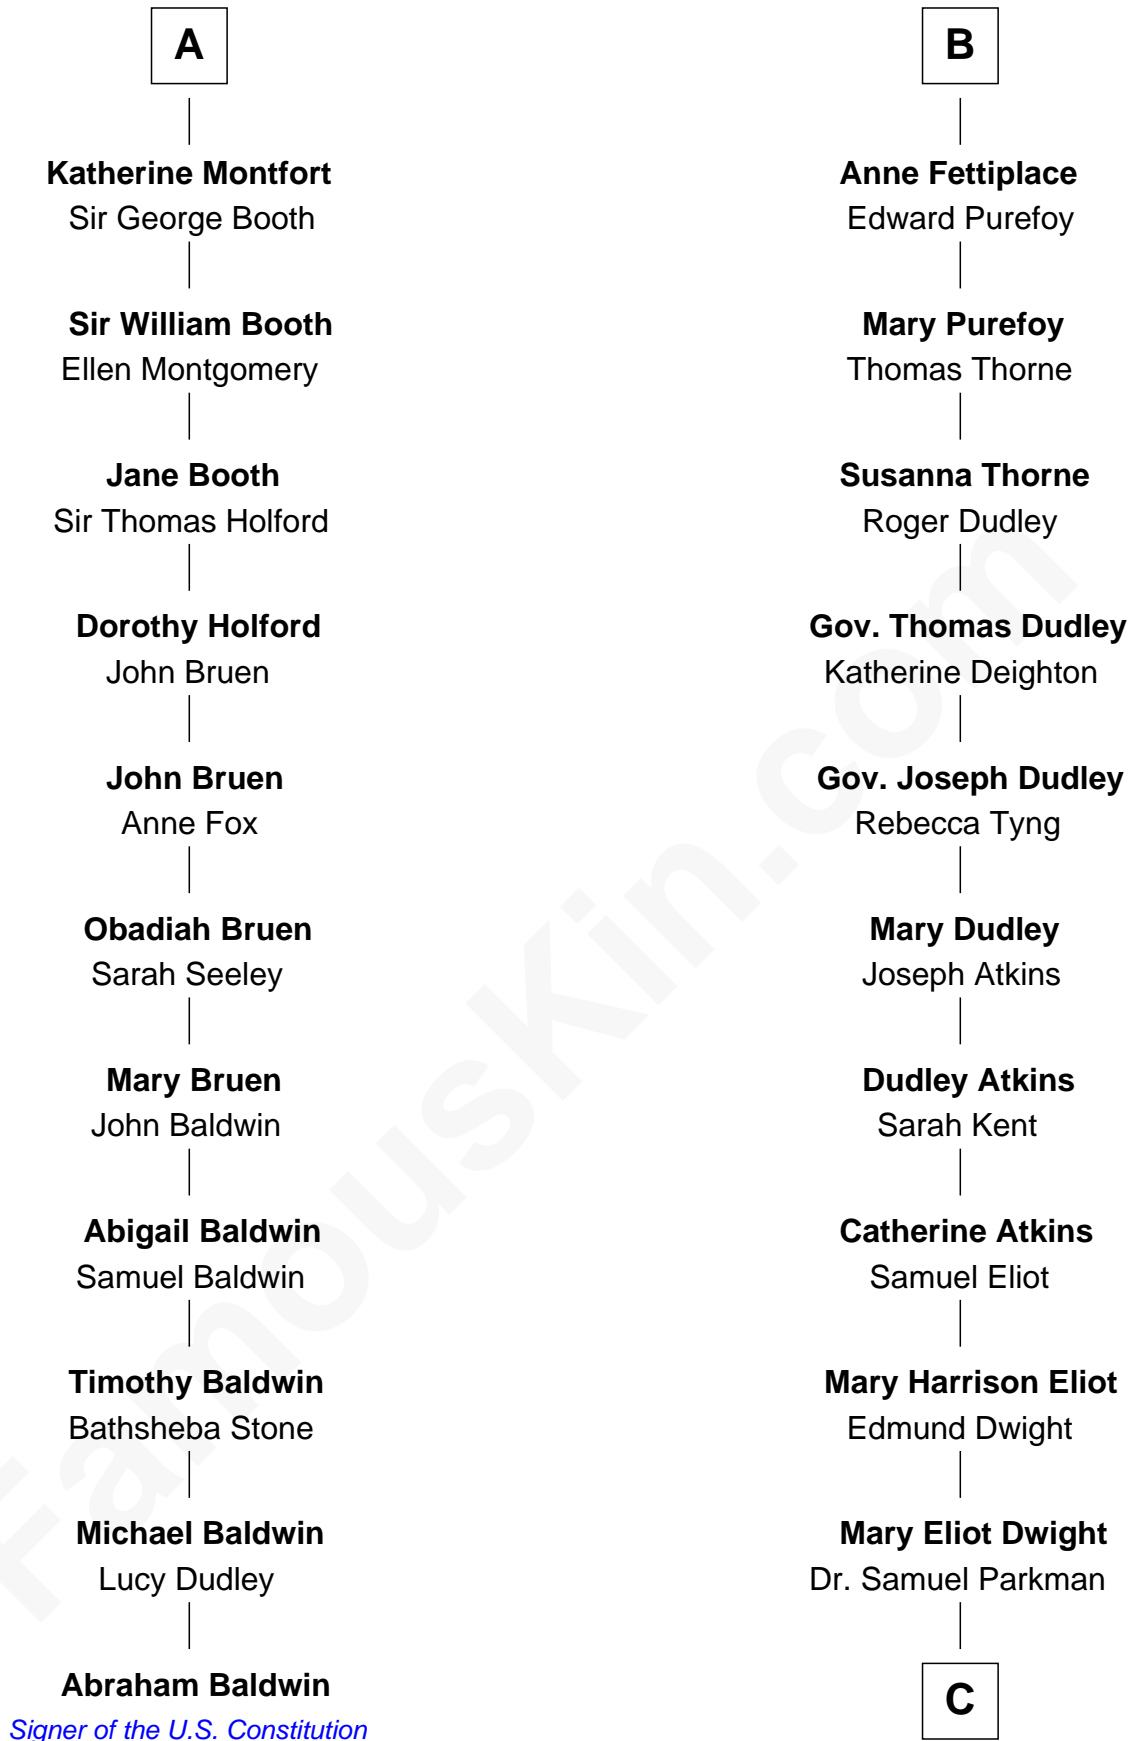 A
Katherine Montfort
Sir George Booth
Sir William Booth
Ellen Montgomery
Jane Booth
Sir Thomas Holford
Dorothy Holford
John Bruen
John Bruen
Anne Fox
Obadiah Bruen
Sarah Seeley
Mary Bruen
John Baldwin
Abigail Baldwin
Samuel Baldwin
Timothy Baldwin
Bathsheba Stone
Michael Baldwin
Lucy Dudley
Abraham Baldwin
Signer of the U.S. Constitution
B
Anne Fettiplace
Edward Purefoy
Mary Purefoy
Thomas Thorne
Susanna Thorne
Roger Dudley
Gov. Thomas Dudley
Katherine Deighton
Gov. Joseph Dudley
Rebecca Tyng
Mary Dudley
Joseph Atkins
Dudley Atkins
Sarah Kent
Catherine Atkins
Samuel Eliot
Mary Harrison Eliot
Edmund Dwight
Mary Eliot Dwight
Dr. Samuel Parkman
C
FamousKin.com